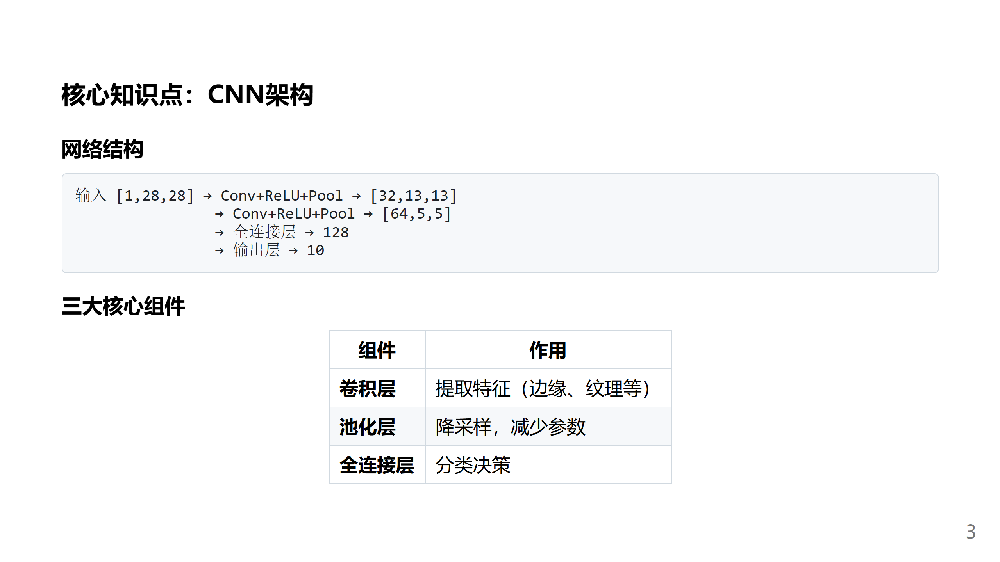 核心知识点：CNN架构
网络结构
输入 [1,28,28] → Conv+ReLU+Pool → [32,13,13]
→ Conv+ReLU+Pool → [64,5,5]
→ 全连接层 → 128
→ 输出层 → 10
三大核心组件
组件 作用
卷积层 提取特征（边缘、纹理等）
池化层 降采样，减少参数
全连接层 分类决策
3